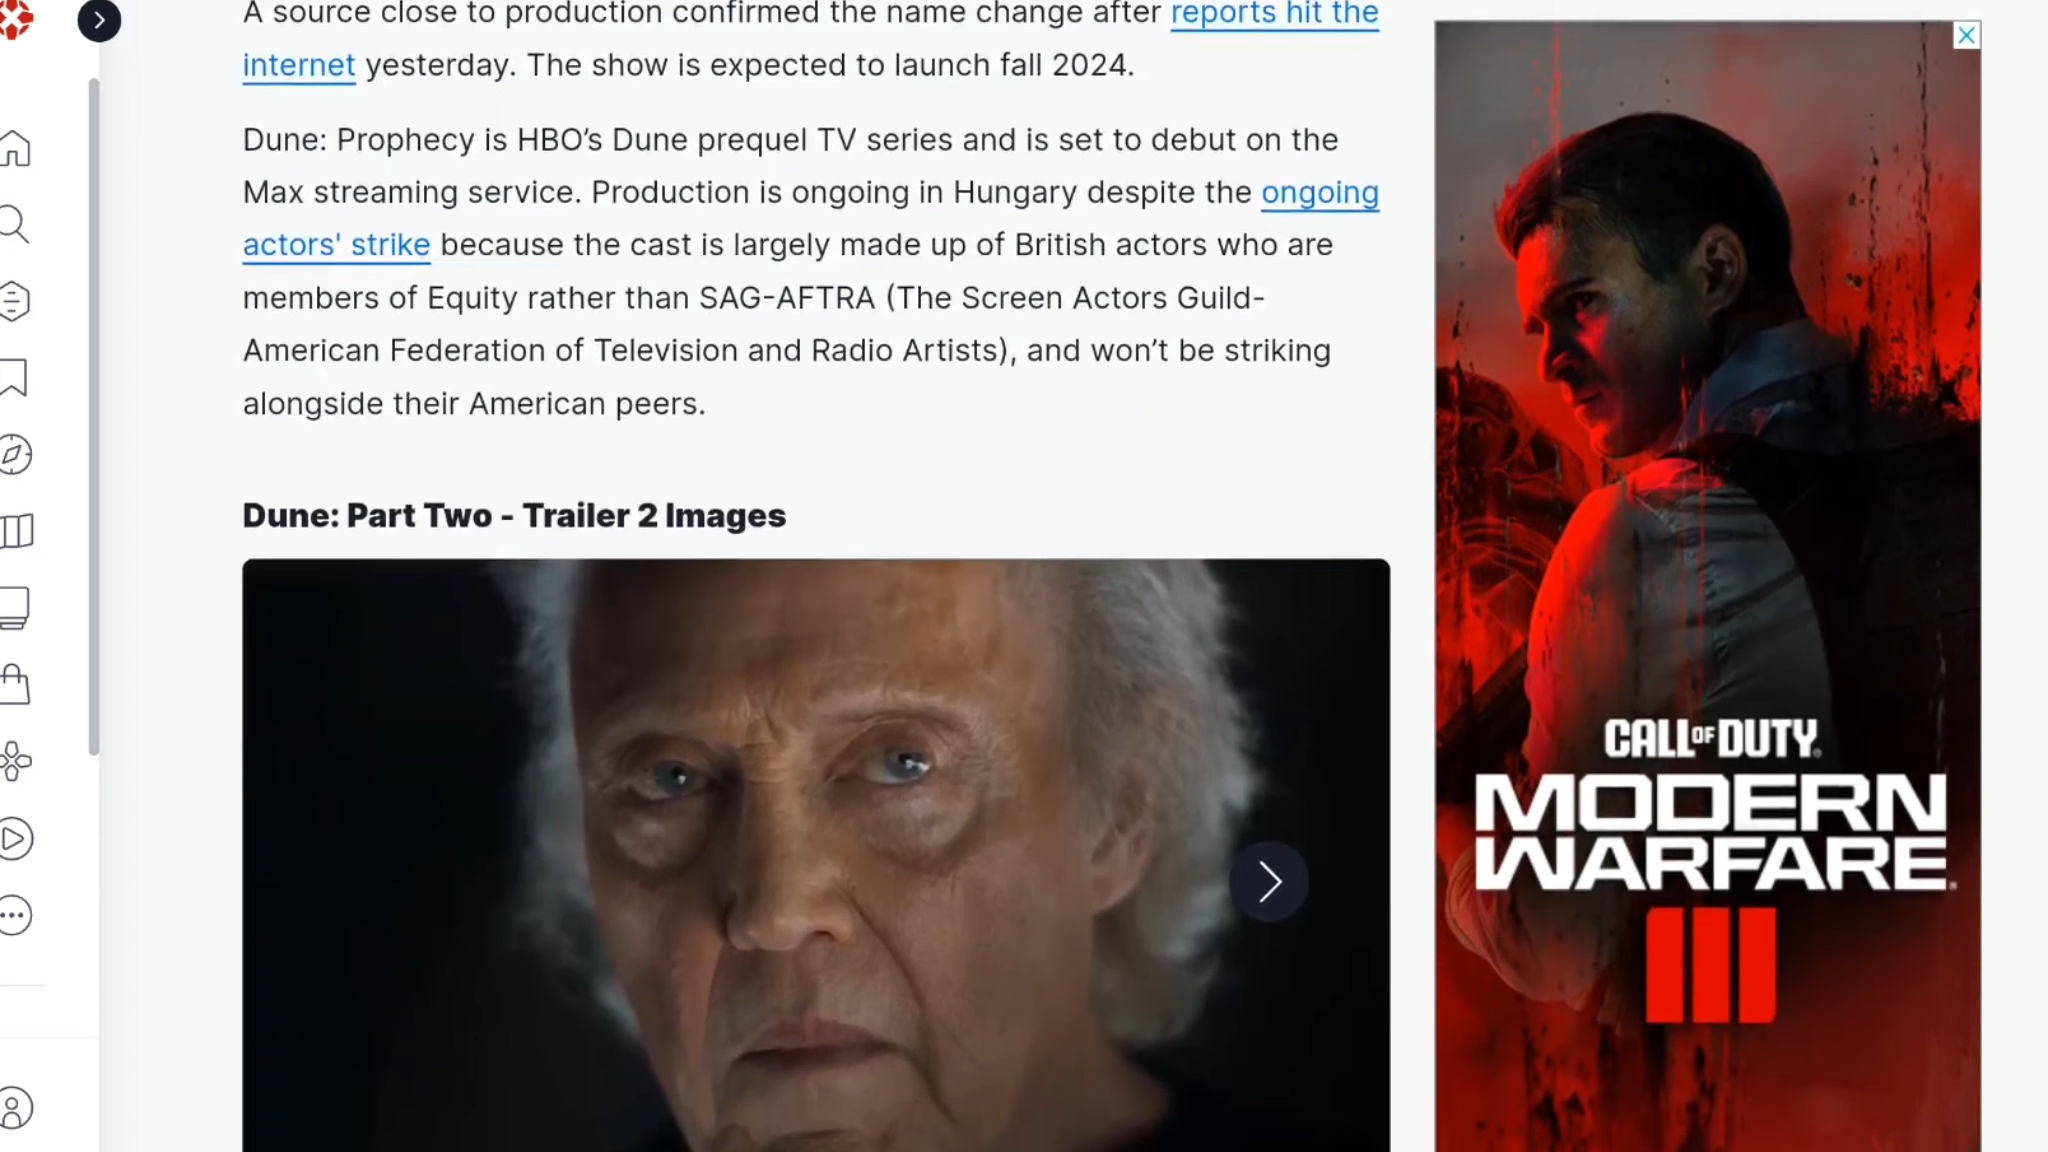 A source close to production confirmed the name change after reports hit the
internet yesterday. The show is expected to launch fall 2024.
Dune: Prophecy is HBO’s Dune prequel TV series and is set to debut on the
Max streaming service. Production is ongoing in Hungary despite the ongoing
actors' strike because the cast is largely made up of British actors who are
members of Equity rather than SAG-AFTRA (The Screen Actors Guild-
American Federation of Television and Radio Artists), and won’t be striking
alongside their American peers.
Dune: Part Two - Trailer 2 Images
CALL OF DUTY
MODERN
WARFARE
III